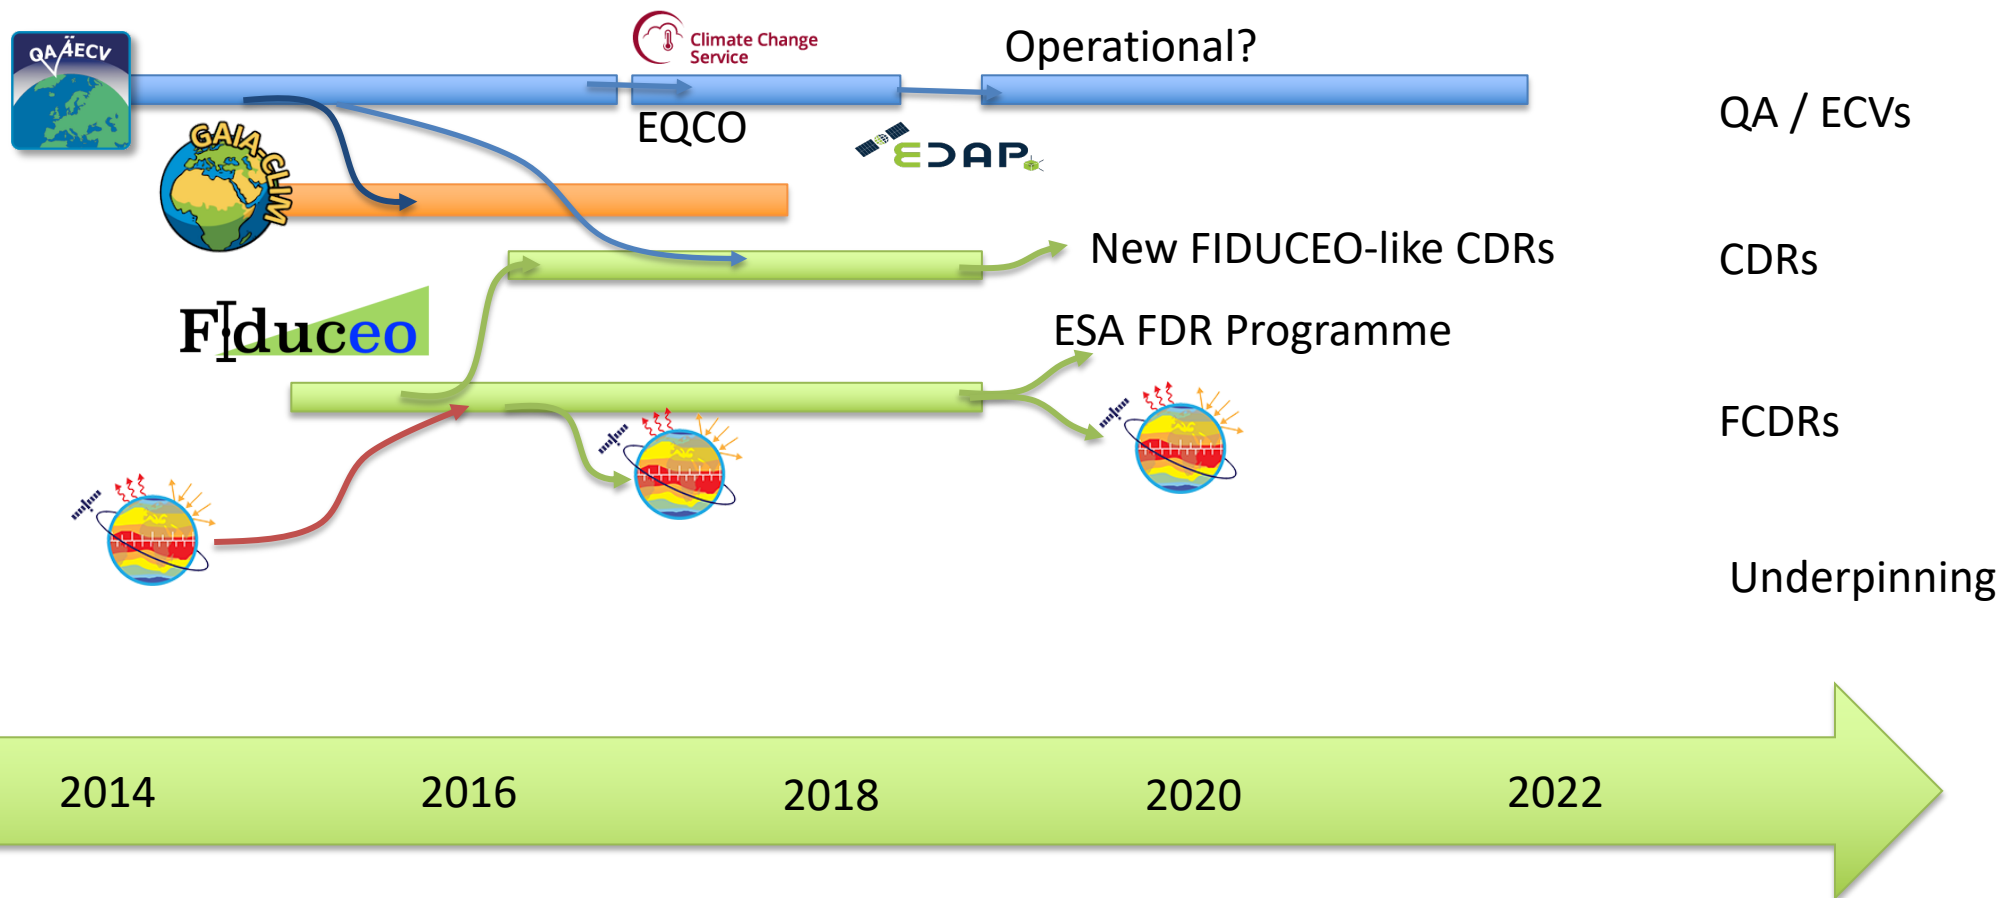 QA4ECV
Climate Change
Service
Operational?
EQCO
QA / ECVs
EDAP
GAIA-CLIM
New FIDUCEO-like CDRs
CDRs
Fiduceo
ESA FDR Programme
FCDRs
Underpinning
2014
2016
2018
2020
2022